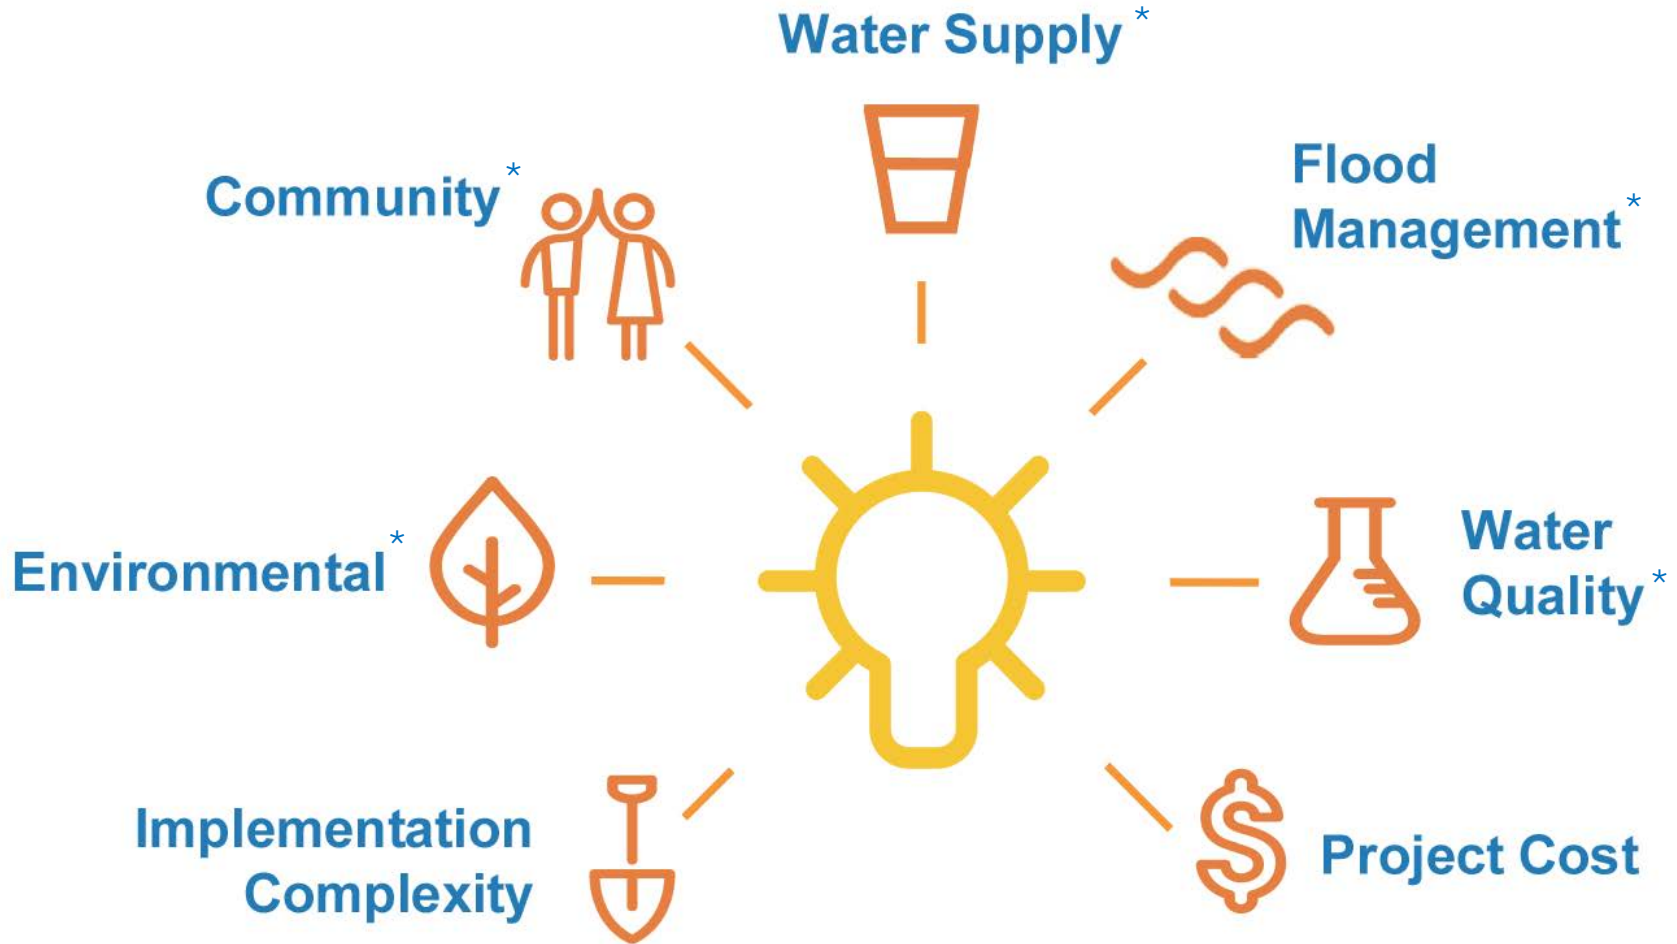 Water Supply *
Flood
Management *
Community *
Water
Quality *
Environmental *
Implementation
Complexity
Project Cost